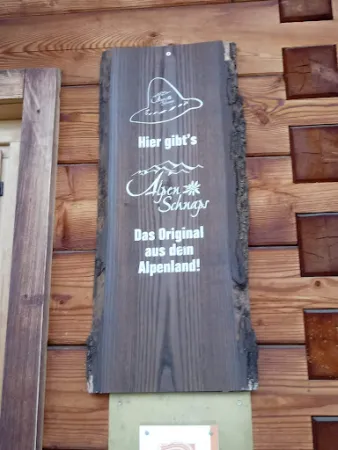 Hier gibt's
Alpen
Schnaps
Das Original
aus dem
Alpenland!